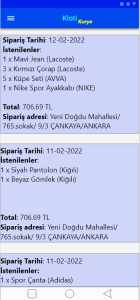 Kloti
Kurye
Sipariş Tarihi: 12-02-2022
İstenilenler:
1 x Mavi Jean (Lacoste)
3 x Kırmızı Çorap (Lacoste)
5 x Küpe Seti (AVVA)
1 x Nike Spor Ayakkabı (NIKE)
Total: 706.69 TL
Sipariş adresi: Yeni Doğdu Mahallesi/
765.sokak/ 9/3 ÇANKAYA/ANKARA
Sipariş Tarihi: 11-02-2022
İstenilenler:
1 x Siyah Pantolon (Kiğılı)
1 x Beyaz Gömlek (Kiğılı)
Total: 706.69 TL
Sipariş adresi: Yeni Doğdu Mahallesi/
765.sokak/ 9/3 ÇANKAYA/ANKARA
Sipariş Tarihi: 11-02-2022
İstenilenler:
1 x Spor Çanta (Adidas)